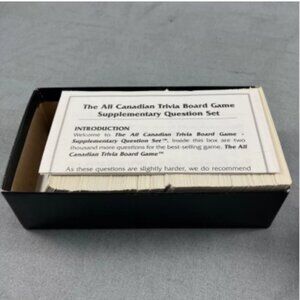 The All Canadian Trivia Board Game
Supplementary Question Set
INTRODUCTION
Welcome to The All Canadian Trivia Board Game -
Supplementary Question Set™. Inside this box are two
thousand more questions for the best-selling game. The All
Canadian Trivia Board Game™
As these questions are slightly harder, we do recommend